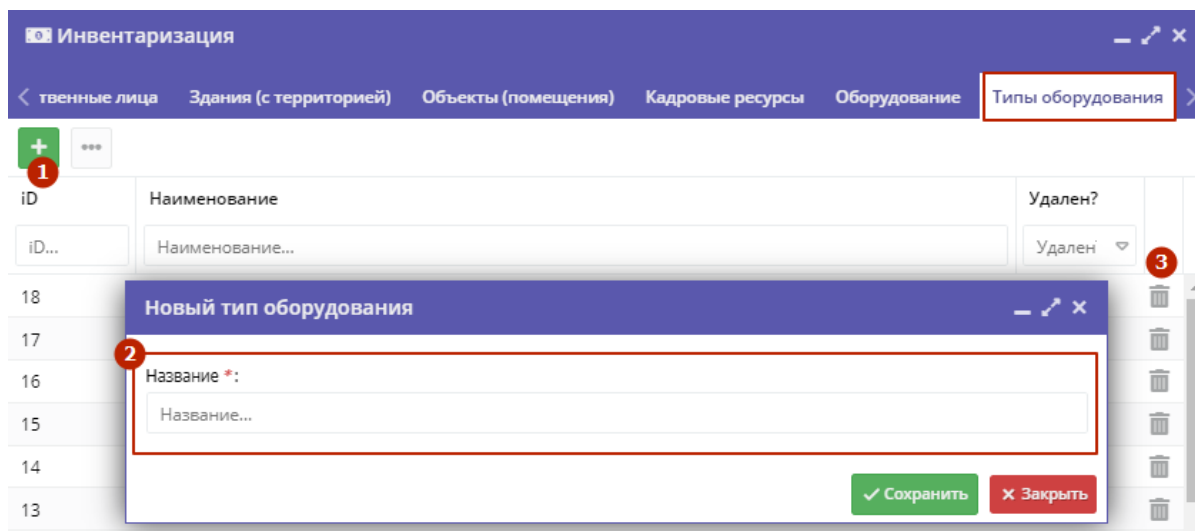 Инвентаризация
твенные лица Здания (с территорией) Объекты (помещения) Кадровые ресурсы Оборудование Типы оборудования
1
iD Наименование Удален?
iD... Наименование... Удален
3
18
Новый тип оборудования
17
2
Название *:
16
Название...
15
14
Сохранить Закрыть
13